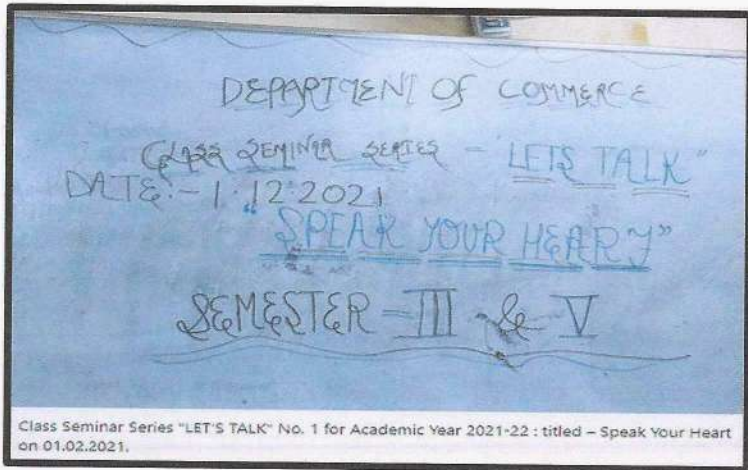 DEPARTMENT OF COMMERCE
CLASS SEMINAR SERIES - LETS TALK"
DATE:- 1.12.2021
"SPEAK YOUR HEART"
SEMESTER - III & V
Class Seminar Series "LET'S TALK" No. 1 for Academic Year 2021-22 : titled – Speak Your Heart
on 01.02.2021.